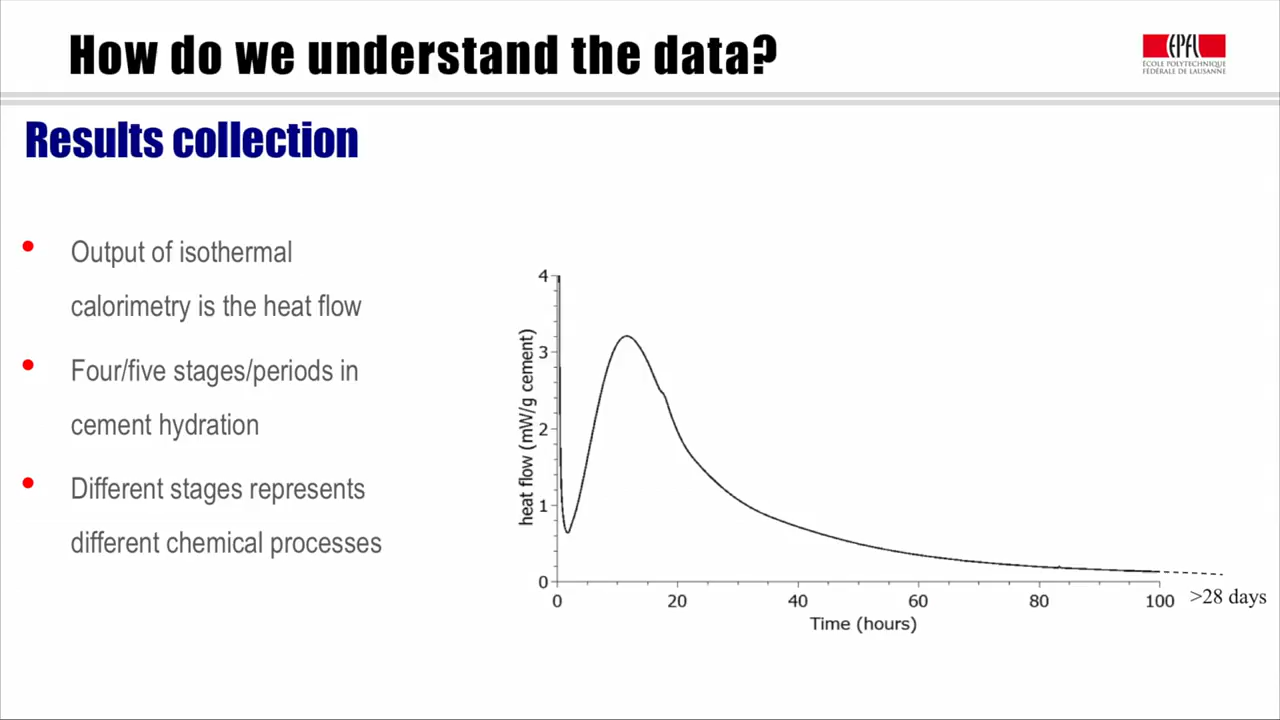 How do we understand the data?
EPFL
ÉCOLE POLYTECHNIQUE
FÉDÉRALE DE LAUSANNE
Results collection
• Output of isothermal
calorimetry is the heat flow
• Four/five stages/periods in
cement hydration
• Different stages represents
different chemical processes
heat flow (mW/g cement)
4
3
2
1
0
0 20 40 60 80 100 >28 days
Time (hours)